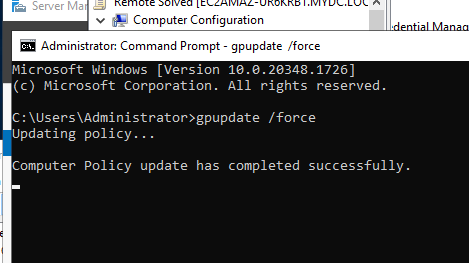 Server Mar
Remote Solved [EC2AMAZ-UR6KRBT.MYDC.LOC
Computer Configuration
edential Manag
Administrator: Command Prompt - gpupdate /force
Microsoft Windows [Version 10.0.20348.1726]
(c) Microsoft Corporation. All rights reserved.
C:\Users\Administrator>gpupdate /force
Updating policy...
Computer Policy update has completed successfully.